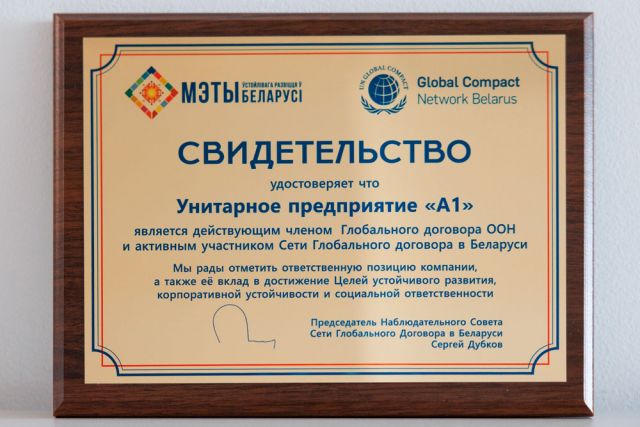 МЭТЫ УСТОЙЛІВАГА РАЗВІЦЦЯ Ў БЕЛАРУСІ
UN GLOBAL COMPACT
Global Compact
Network Belarus
СВИДЕТЕЛЬСТВО
удостоверяет что
Унитарное предприятие «А1»
является действующим членом Глобального договора ООН
и активным участником Сети Глобального договора в Беларуси
Мы рады отметить ответственную позицию компании,
а также её вклад в достижение Целей устойчивого развития,
корпоративной устойчивости и социальной ответственности
Председатель Наблюдательного Совета
Сети Глобального Договора в Беларуси
Сергей Дубков